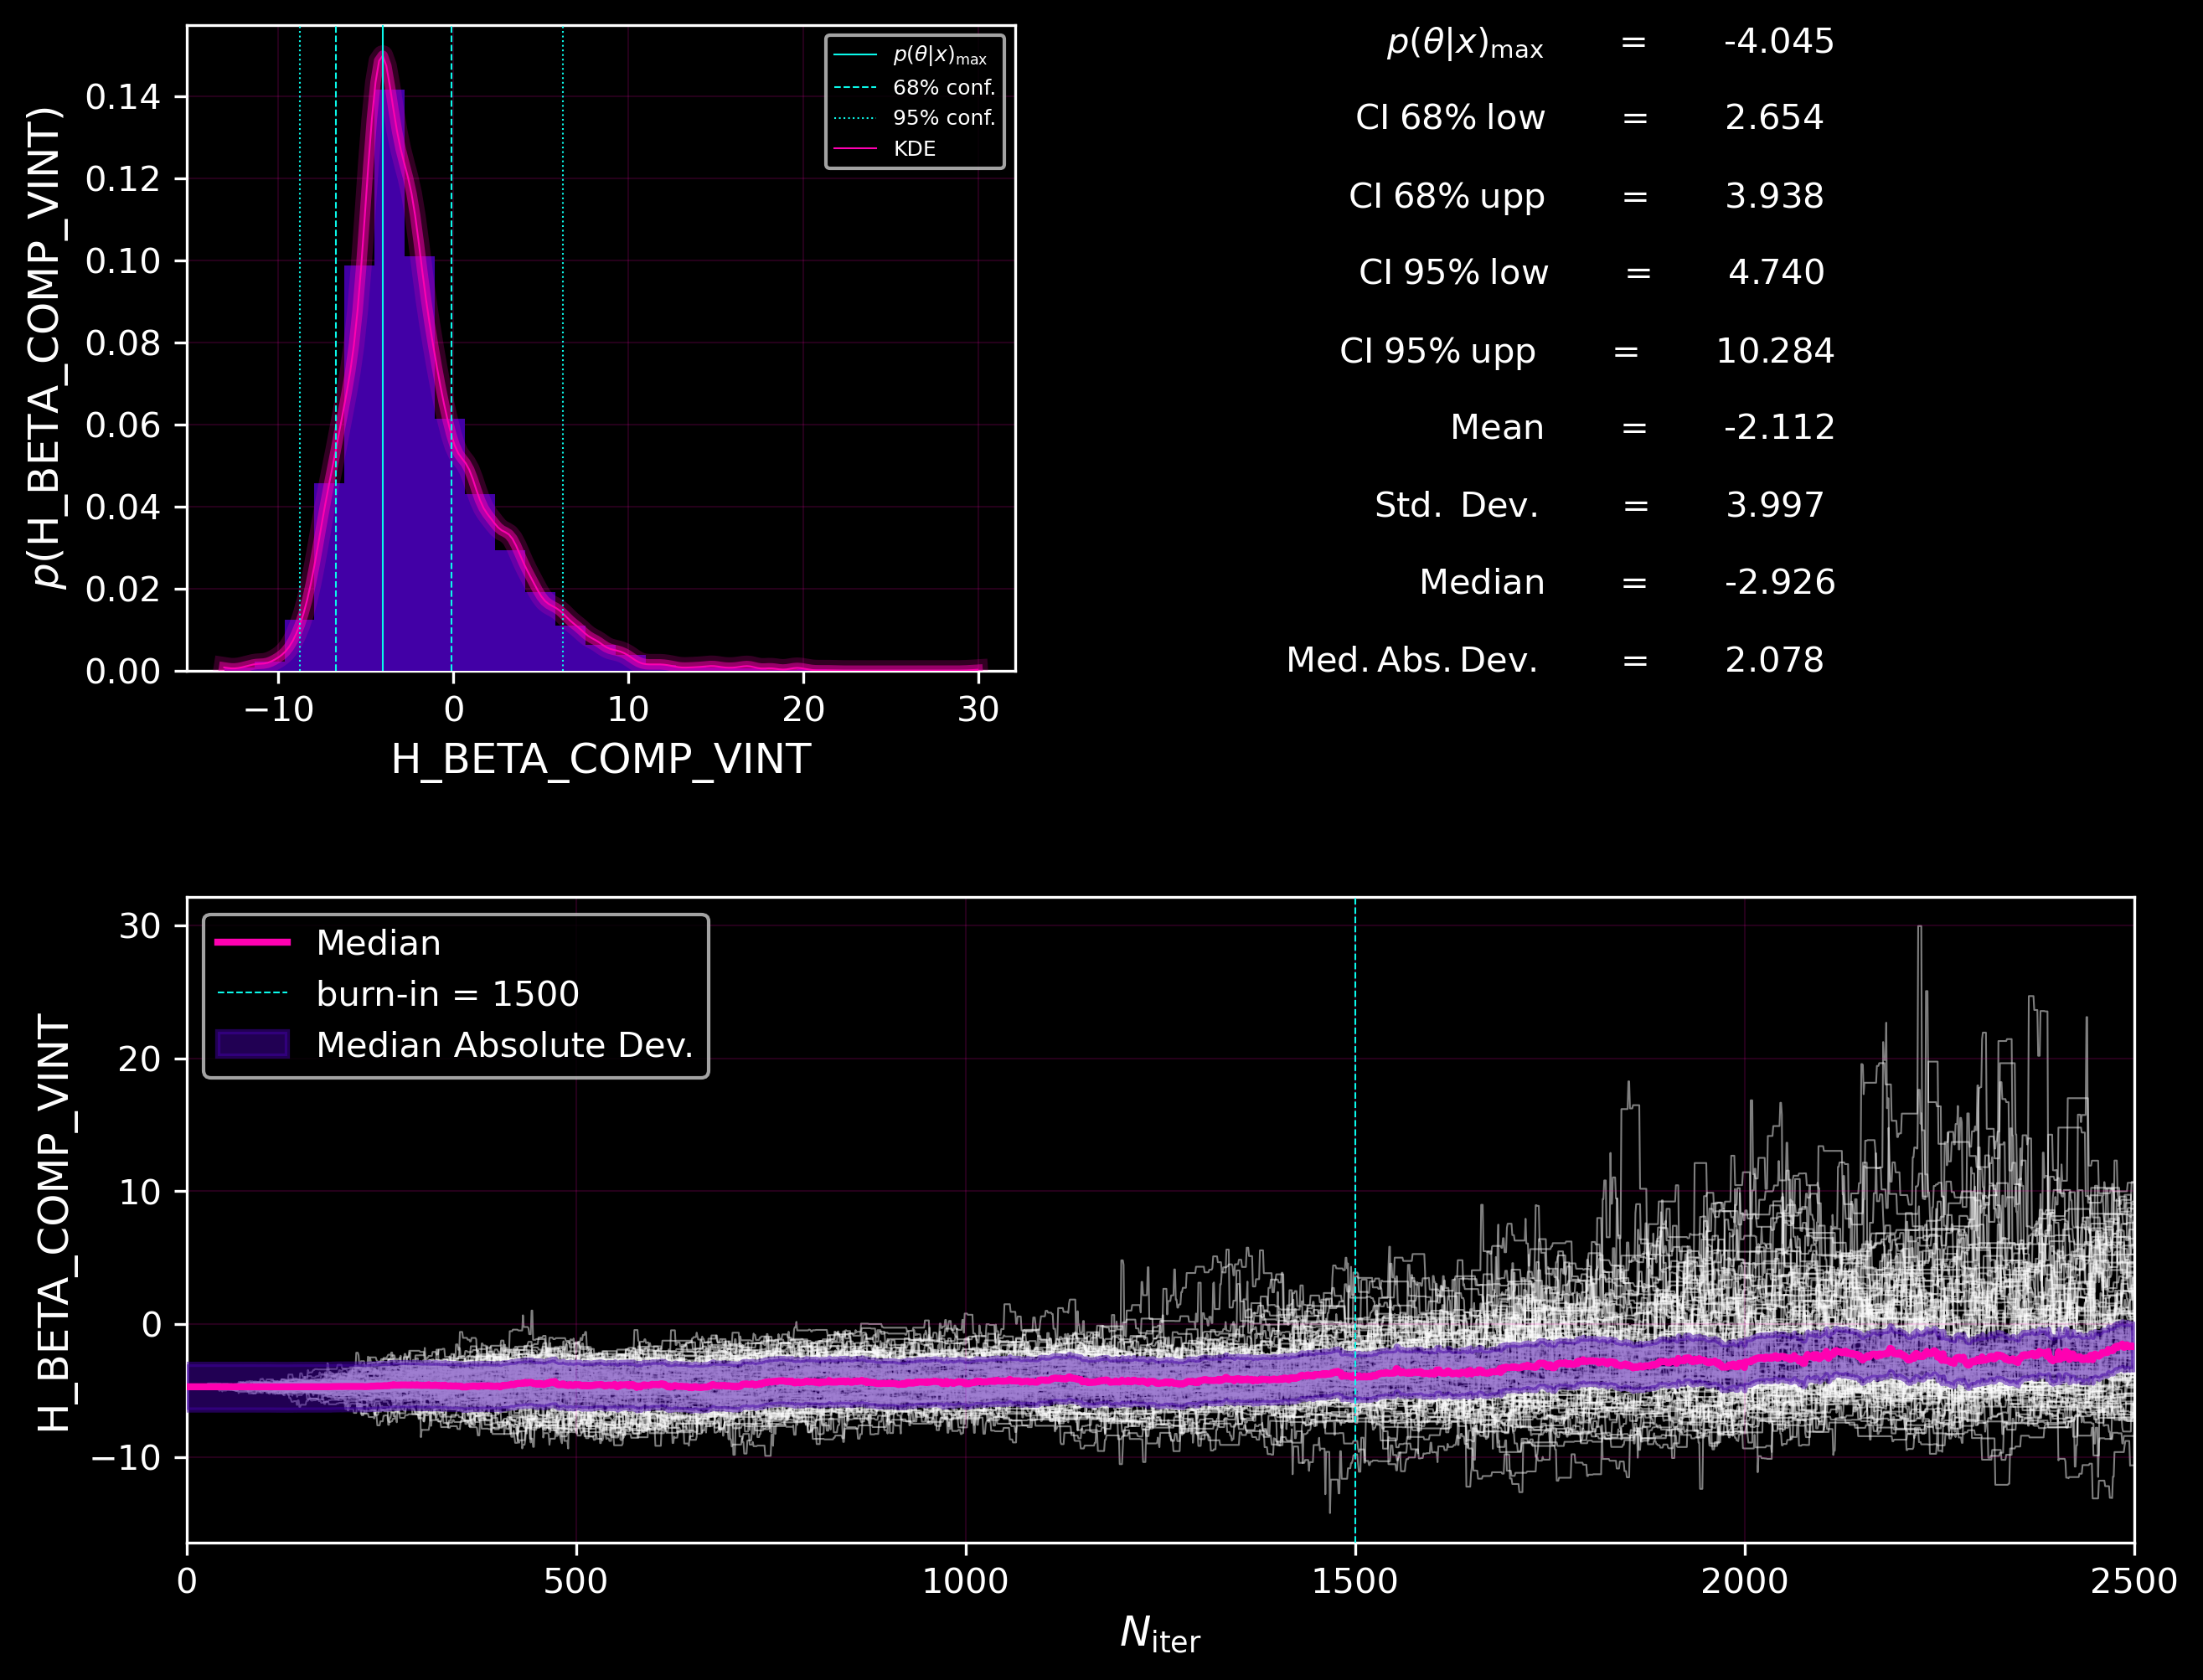 p(H_BETA_COMP_VINT)
0.14
0.12
0.10
0.08
0.06
0.04
0.02
0.00
−10 0 10 20 30
H_BETA_COMP_VINT
p(θ|x)max
68% conf.
95% conf.
KDE
p(θ|x)max = -4.045
CI 68% low = 2.654
CI 68% upp = 3.938
CI 95% low = 4.740
CI 95% upp = 10.284
Mean = -2.112
Std. Dev. = 3.997
Median = -2.926
Med. Abs. Dev. = 2.078
H_BETA_COMP_VINT
30
20
10
0
−10
Median
burn-in = 1500
Median Absolute Dev.
0 500 1000 1500 2000 2500
Niter